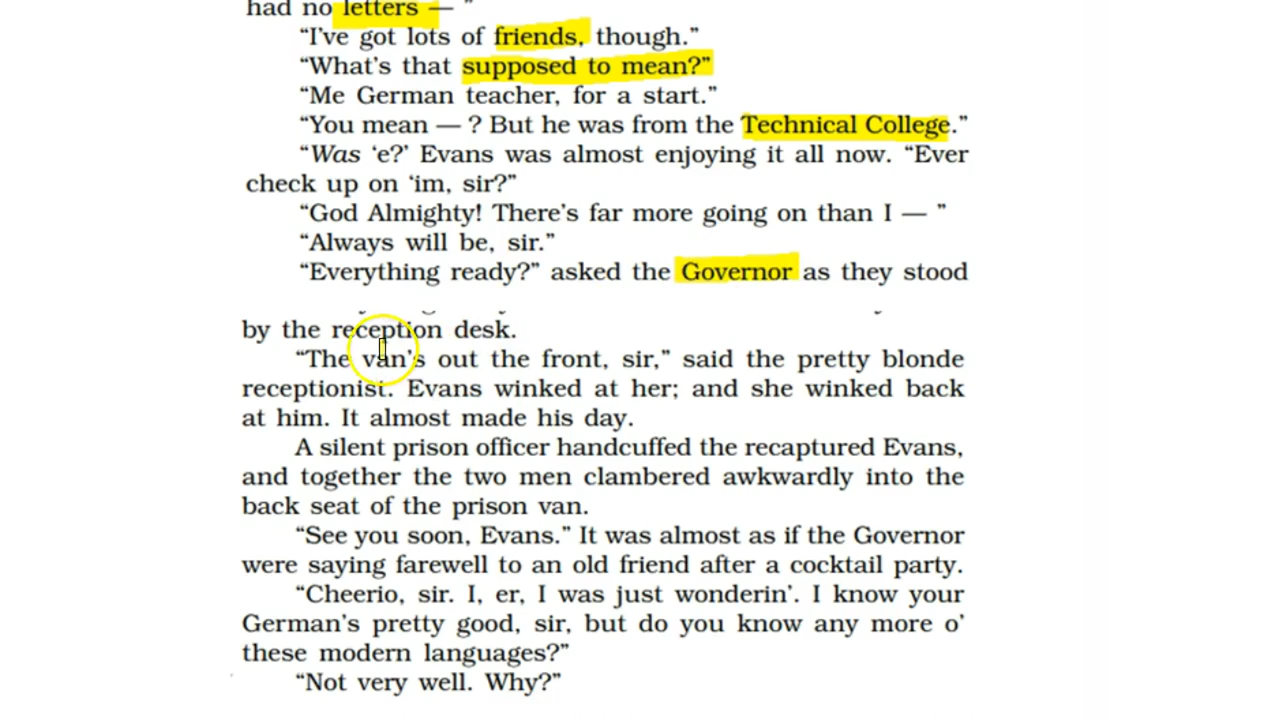 had no letters — ”
“I've got lots of friends, though.”
“What's that supposed to mean?”
“Me German teacher, for a start.”
“You mean — ? But he was from the Technical College.”
“Was ‘e?’ Evans was almost enjoying it all now. “Ever
check up on ‘im, sir?”
“God Almighty! There's far more going on than I — ”
“Always will be, sir.”
“Everything ready?” asked the Governor as they stood
by the reception desk.
“The van's out the front, sir,” said the pretty blonde
receptionist. Evans winked at her; and she winked back
at him. It almost made his day.
A silent prison officer handcuffed the recaptured Evans,
and together the two men clambered awkwardly into the
back seat of the prison van.
“See you soon, Evans.” It was almost as if the Governor
were saying farewell to an old friend after a cocktail party.
“Cheerio, sir. I, er, I was just wonderin’. I know your
German's pretty good, sir, but do you know any more o’
these modern languages?”
“Not very well. Why?”